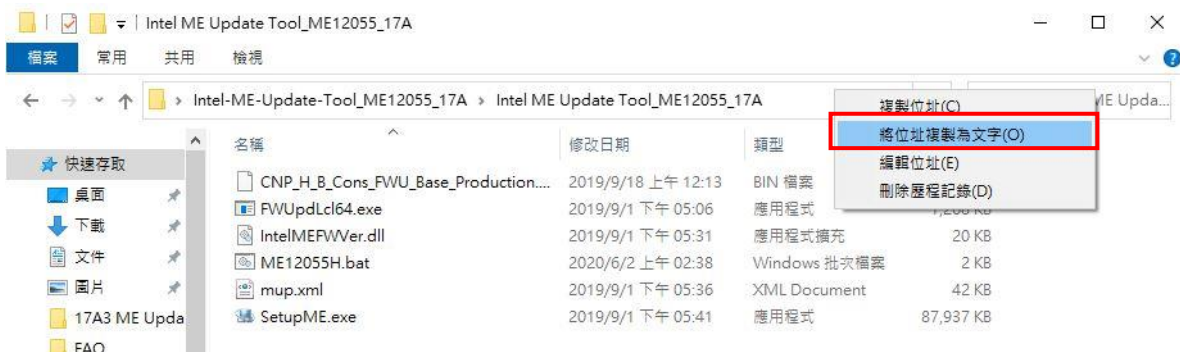 Intel ME Update Tool_ME12055_17A
檔案 常用 共用 檢視
Intel-ME-Update-Tool_ME12055_17A > Intel ME Update Tool_ME12055_17A
ME Upda...
複製位址(C)
將位址複製為文字(O)
編輯位址(E)
刪除歷程記錄(D)
名稱 修改日期 類型
快速存取
桌面
下載
文件
圖片
17A3 ME Upda
FAQ
CNP_H_B_Cons_FWU_Base_Production.... 2019/9/18 上午 12:13 BIN 檔案
FWUpdLcl64.exe 2019/9/1 下午 05:06 應用程式
IntelMEFWVer.dll 2019/9/1 下午 05:31 應用程式擴充 20 KB
ME12055H.bat 2020/6/2 上午 02:38 Windows 批次檔案 2 KB
mup.xml 2019/9/1 下午 05:36 XML Document 42 KB
SetupME.exe 2019/9/1 下午 05:41 應用程式 87,937 KB